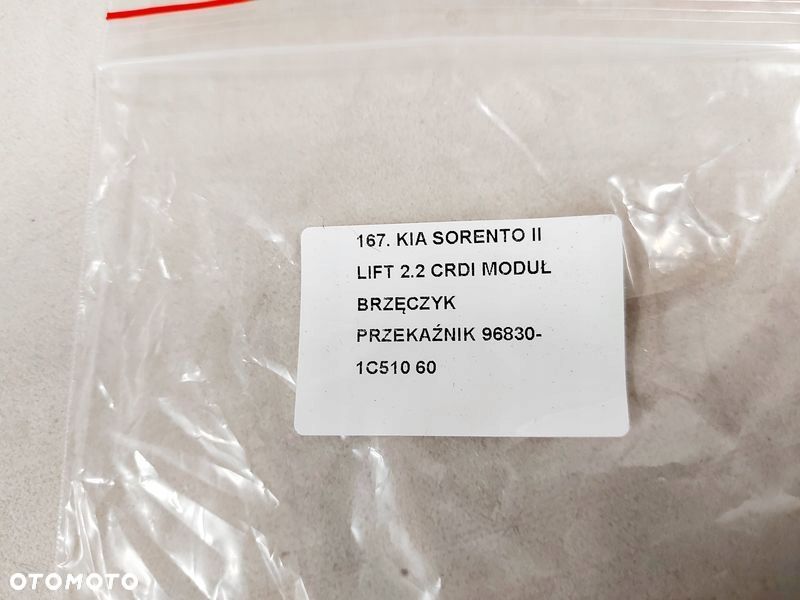 167. KIA SORENTO II
LIFT 2.2 CRDI MODUŁ
BRZĘCZYK
PRZEKAŹNIK 96830-
1C510 60
OTOMOTO